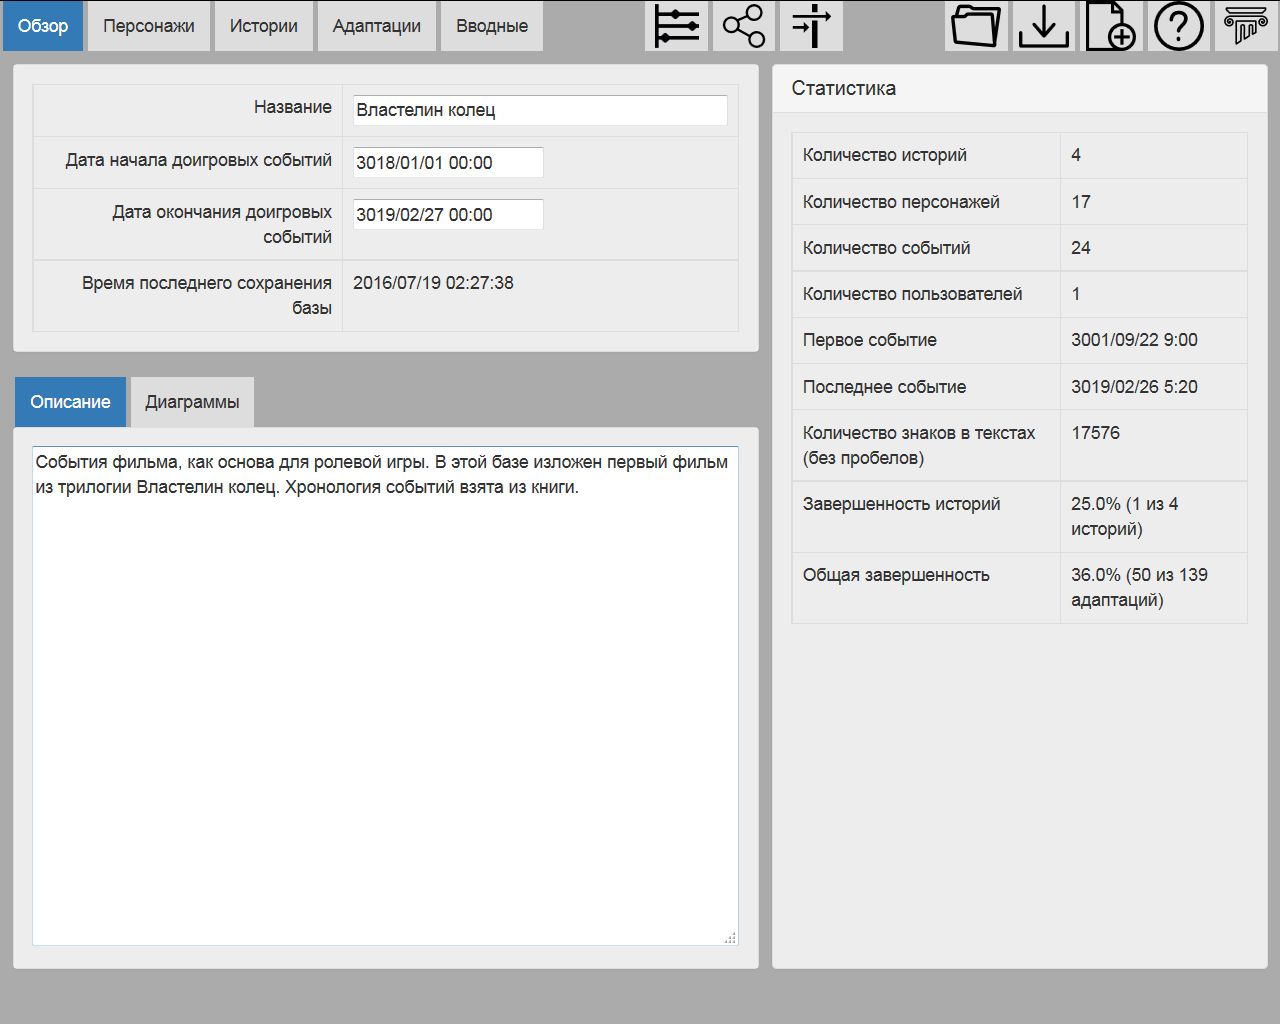 Обзор Персонажи Истории Адаптации Вводные
Название Властелин колец
Дата начала доигровых событий 3018/01/01 00:00
Дата окончания доигровых 3019/02/27 00:00
событий
Время последнего сохранения 2016/07/19 02:27:38
базы
Описание Диаграммы
События фильма, как основа для ролевой игры. В этой базе изложен первый фильм
из трилогии Властелин колец. Хронология событий взята из книги.
Статистика
Количество историй 4
Количество персонажей 17
Количество событий 24
Количество пользователей 1
Первое событие 3001/09/22 9:00
Последнее событие 3019/02/26 5:20
Количество знаков в текстах 17576
(без пробелов)
Завершенность историй 25.0% (1 из 4
историй)
Общая завершенность 36.0% (50 из 139
адаптаций)